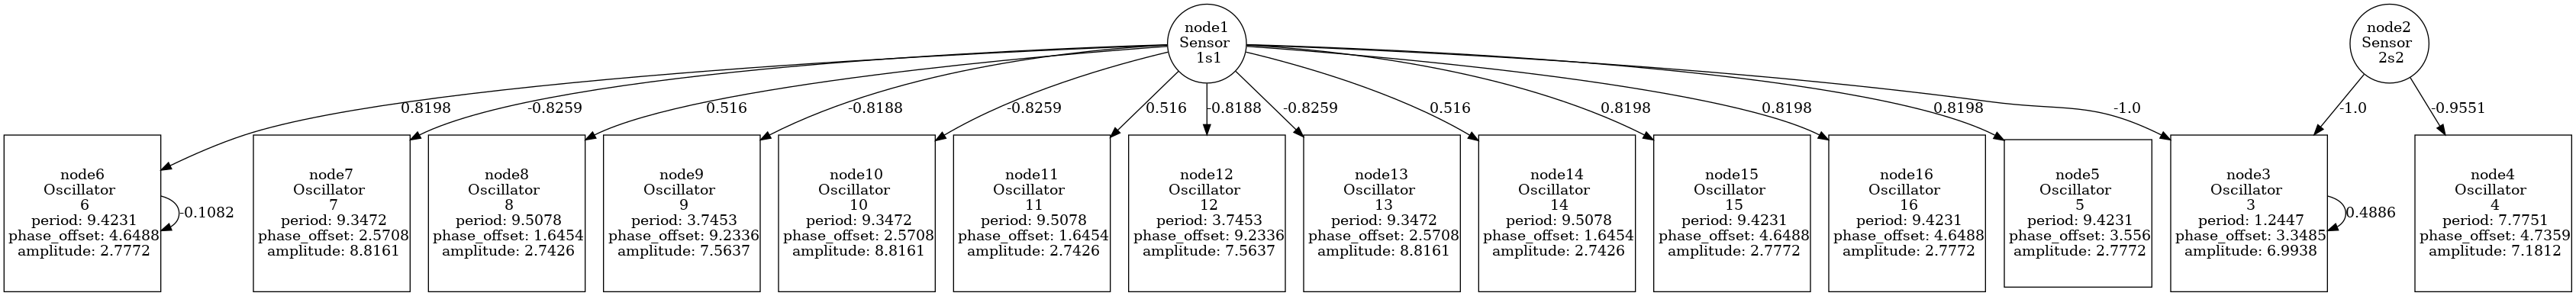 node1
Sensor
1s1
node2
Sensor
2s2
0.8198
-0.8259
0.516
-0.8188
-0.8259
0.516
-0.8188
-0.8259
0.516
0.8198
0.8198
0.8198
-1.0
-1.0
-0.9551
node6
Oscillator
6
period: 9.4231
phase_offset: 4.6488
amplitude: 2.7772
-0.1082
node7
Oscillator
7
period: 9.3472
phase_offset: 2.5708
amplitude: 8.8161
node8
Oscillator
8
period: 9.5078
phase_offset: 1.6454
amplitude: 2.7426
node9
Oscillator
9
period: 3.7453
phase_offset: 9.2336
amplitude: 7.5637
node10
Oscillator
10
period: 9.3472
phase_offset: 2.5708
amplitude: 8.8161
node11
Oscillator
11
period: 9.5078
phase_offset: 1.6454
amplitude: 2.7426
node12
Oscillator
12
period: 3.7453
phase_offset: 9.2336
amplitude: 7.5637
node13
Oscillator
13
period: 9.3472
phase_offset: 2.5708
amplitude: 8.8161
node14
Oscillator
14
period: 9.5078
phase_offset: 1.6454
amplitude: 2.7426
node15
Oscillator
15
period: 9.4231
phase_offset: 4.6488
amplitude: 2.7772
node16
Oscillator
16
period: 9.4231
phase_offset: 4.6488
amplitude: 2.7772
node5
Oscillator
5
period: 9.4231
phase_offset: 3.556
amplitude: 2.7772
node3
Oscillator
3
period: 1.2447
phase_offset: 3.3485
amplitude: 6.9938
0.4886
node4
Oscillator
4
period: 7.7751
phase_offset: 4.7359
amplitude: 7.1812